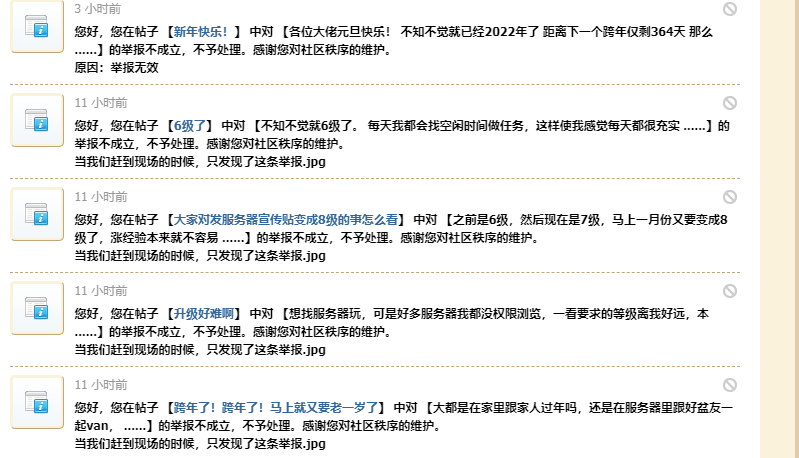 3 小时前
您好，您在帖子 【新年快乐！】 中对 【各位大佬元旦快乐！ 不知不觉就已经2022年了 距离下一个跨年仅剩364天 那么
......】的举报不成立，不予处理。感谢您对社区秩序的维护。
原因：举报无效
11 小时前
您好，您在帖子 【6级了】 中对 【不知不觉就6级了。 每天我都会找空闲时间做任务，这样使我感觉每天都很充实 ......】的
举报不成立，不予处理。感谢您对社区秩序的维护。
当我们赶到现场的时候，只发现了这条举报.jpg
11 小时前
您好，您在帖子 【大家对发服务器宣传贴变成8级的事怎么看】 中对 【之前是6级，然后现在是7级，马上一月份又要变成8
级了，涨经验本来就不容易 ......】的举报不成立，不予处理。感谢您对社区秩序的维护。
当我们赶到现场的时候，只发现了这条举报.jpg
11 小时前
您好，您在帖子 【升级好难啊】 中对 【想找服务器玩，可是好多服务器我都没权限浏览，一看要求的等级离我好远，本
......】的举报不成立，不予处理。感谢您对社区秩序的维护。
当我们赶到现场的时候，只发现了这条举报.jpg
11 小时前
您好，您在帖子 【跨年了！跨年了！马上就又要老一岁了】 中对 【大都是在家里跟家人过年吗，还是在服务器里跟好盆友一
起van， ......】的举报不成立，不予处理。感谢您对社区秩序的维护。
当我们赶到现场的时候，只发现了这条举报.jpg